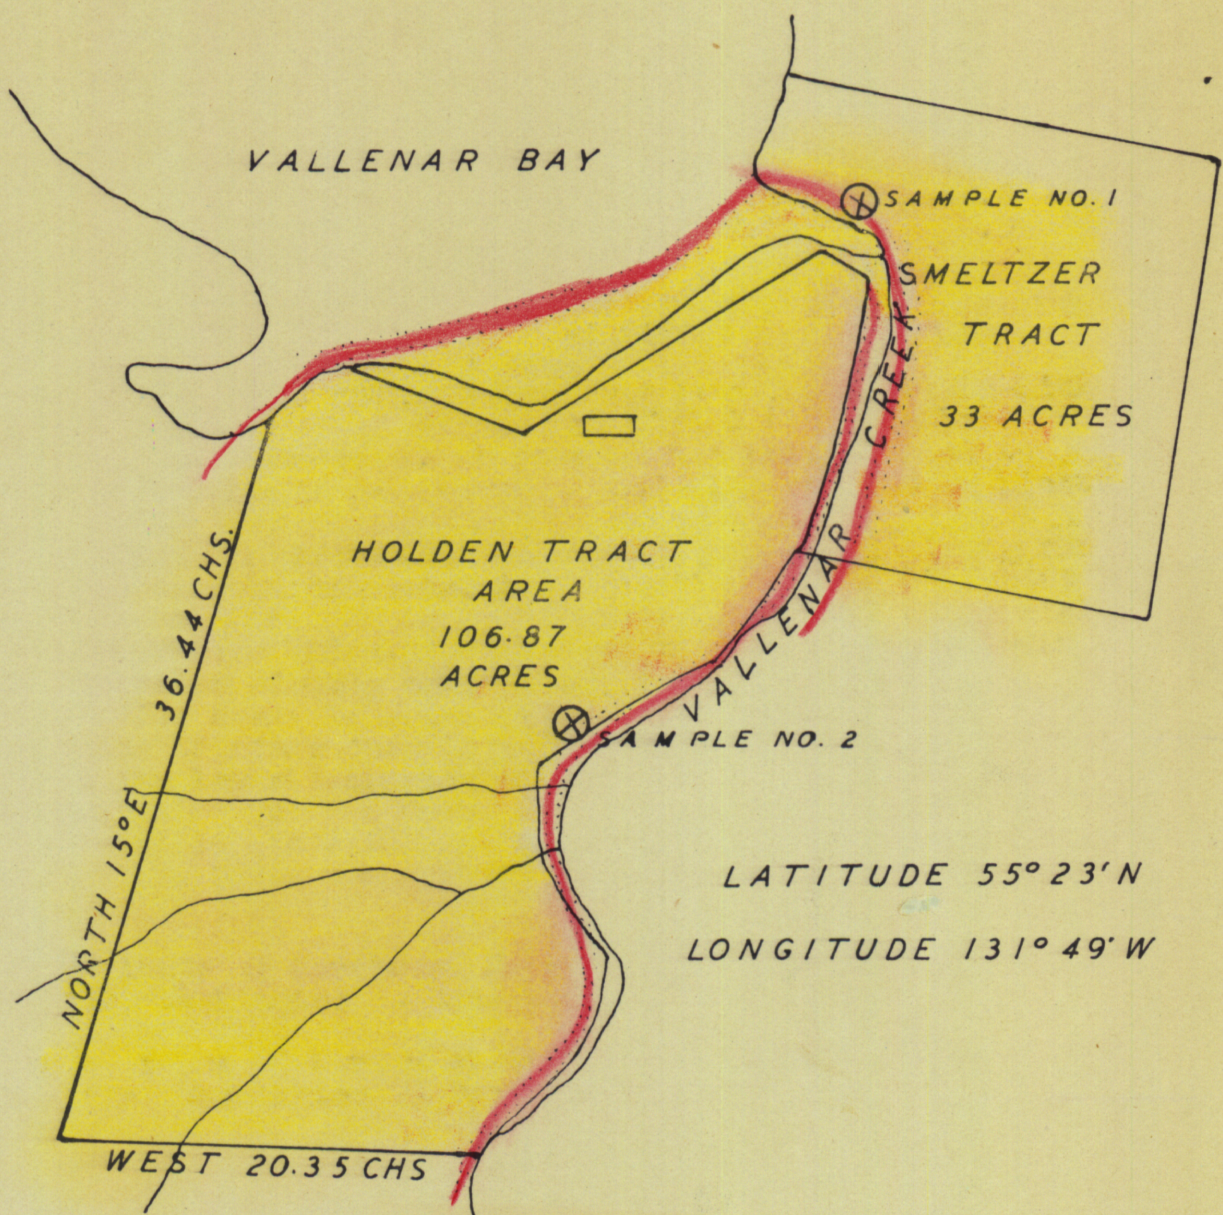 VALLENAR BAY
SAMPLE NO. 1
SMELTZER
TRACT
33 ACRES
VALLENAR CREEK
HOLDEN TRACT
AREA
106.87
ACRES
SAMPLE NO. 2
NORTH 15° E 36.44 CHS.
LATITUDE 55° 23' N
LONGITUDE 131° 49' W
WEST 20.35 CHS